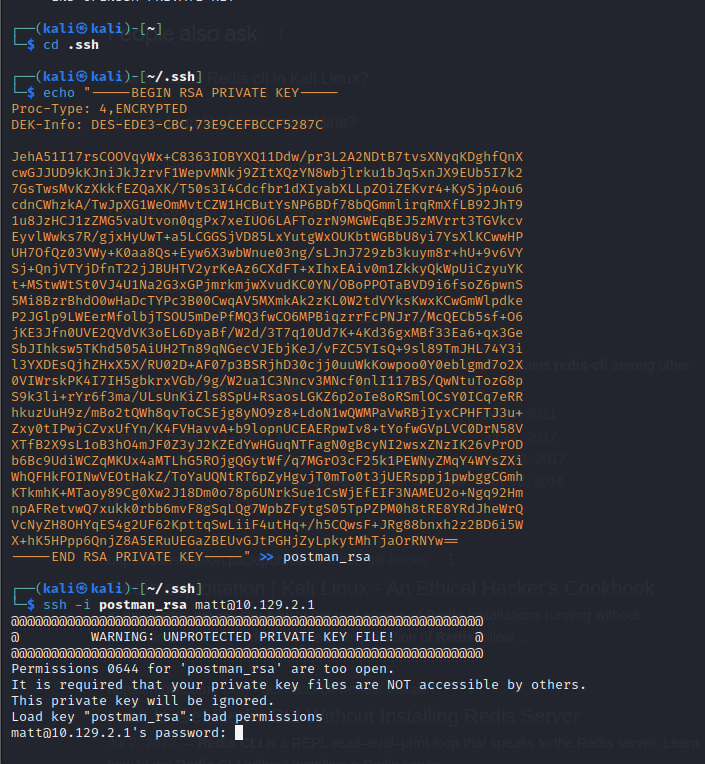 ┌──(kali㉿kali)-[~]
└─$ cd .ssh
┌──(kali㉿kali)-[~/.ssh]
└─$ echo "-----BEGIN RSA PRIVATE KEY-----
Proc-Type: 4,ENCRYPTED
DEK-Info: DES-EDE3-CBC,73E9CEFBCCF5287C
JehA51I17rsCOOVqyWx+C8363IOBYXQ11Ddw/pr3L2A2NDtB7tvsXNyqKDghfQnX
cwGJJUD9kKJniJkJzrvF1WepvMNkj9ZItXQzYN8wbjlrku1bJq5xnJX9EUb5I7k2
7GsTwsMvKzXkkfEZQaXK/T50s3I4Cdcfbr1dXIyabXLLpZOiZEKvr4+KySjp4ou6
cdnCWhzkA/TwJpXG1WeOmMvtCZW1HCButYsNP6BDf78bQGmmlirqRmXfLB92JhT9
1u8JzHCJ1zZMG5vaUtvon0qgPx7xeIUO6LAFTozrN9MGWEqBEJ5zMVrrt3TGVkcv
EyvlWwks7R/gjxHyUwT+a5LCGGSjVD85LxYutgWxOUKbtWGBbU8yi7YsXlKCwwHP
UH7OfQz03VWy+K0aa8Qs+Eyw6X3wbWnue03ng/sLJnJ729zb3kuym8r+hU+9v6VY
Sj+QnjVTYjDfnT22jJBUHTV2yrKeAz6CXdFT+xIhxEAiv0m1ZkkyQkWpUiCzyuYK
t+MStwWtSt0VJ4U1Na2G3xGPjmrkmjwXvudKC0YN/OBoPPOTaBVD9i6fsoZ6pwnS
5Mi8BzrBhdO0wHaDcTYPc3B00CwqAV5MXmkAk2zKL0W2tdVYksKwxKCwGmWlpdke
P2JGlp9LWEerMfolbjTSOU5mDePfMQ3fwCO6MPBiqzrrFcPNJr7/McQECb5sf+O6
jKE3Jfn0UVE2QVdVK3oEL6DyaBf/W2d/3T7q10Ud7K+4Kd36gxMBf33Ea6+qx3Ge
SbJIhksw5TKhd505AiUH2Tn89qNGecVJEbjKeJ/vFZC5YIsQ+9sl89TmJHL74Y3i
l3YXDEsQjhZHxX5X/RU02D+AF07p3BSRjhD30cjj0uuWkKowpoo0Y0eblgmd7o2X
0VIWrskPK4I7IH5gbkrxVGb/9g/W2ua1C3Nncv3MNcf0nlI117BS/QwNtuTozG8p
S9k3li+rYr6f3ma/ULsUnKiZls8SpU+RsaosLGKZ6p2oIe8oRSmlOCsY0ICq7eRR
hkuzUuH9z/mBo2tQWh8qvToCSEjg8yNO9z8+LdoN1wQWMPaVwRBjIyxCPHFTJ3u+
Zxy0tIPwjCZvxUfYn/K4FVHavvA+b9lopnUCEAERpwIv8+tYofwGVpLVC0DrN58V
XTfB2X9sL1oB3hO4mJF0Z3yJ2KZEdYwHGuqNTFagN0gBcyNI2wsxZNzIK26vPrOD
b6Bc9UdiWCZqMKUx4aMTLhG5ROjgQGytWf/q7MGrO3cF25k1PEWNyZMqY4WYsZXi
WhQFHkFOINwVEOtHakZ/ToYaUQNtRT6pZyHgvjT0mTo0t3jUERsppj1pwbggCGmh
KTkmhK+MTaoy89Cg0Xw2J18Dm0o78p6UNrkSue1CsWjEfEIF3NAMEU2o+Ngq92Hm
npAFRetvwQ7xukk0rbb6mvF8gSqLQg7WpbZFytgS05TpPZPM0h8tRE8YRdJheWrQ
VcNyZH8OHYqES4g2UF62KpttqSwLiiF4utHq+/h5CQwsF+JRg88bnxh2z2BD6i5W
X+hK5HPpp6QnjZ8A5ERuUEGaZBEUvGJtPGHjZyLpkytMhTjaOrRNYw==
-----END RSA PRIVATE KEY-----" >> postman_rsa
┌──(kali㉿kali)-[~/.ssh]
└─$ ssh -i postman_rsa matt@10.129.2.1
@@@@@@@@@@@@@@@@@@@@@@@@@@@@@@@@@@@@@@@@@@@@@@@@@@@@@@@@@@@
@         WARNING: UNPROTECTED PRIVATE KEY FILE!          @
@@@@@@@@@@@@@@@@@@@@@@@@@@@@@@@@@@@@@@@@@@@@@@@@@@@@@@@@@@@
Permissions 0644 for 'postman_rsa' are too open.
It is required that your private key files are NOT accessible by others.
This private key will be ignored.
Load key "postman_rsa": bad permissions
matt@10.129.2.1's password: